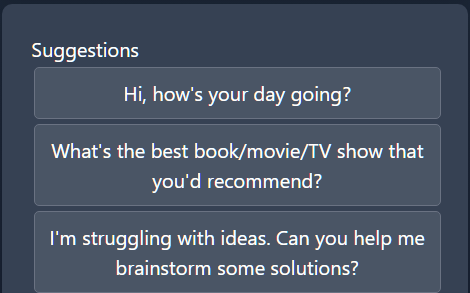 Suggestions
Hi, how's your day going?
What's the best book/movie/TV show that
you'd recommend?
I'm struggling with ideas. Can you help me
brainstorm some solutions?